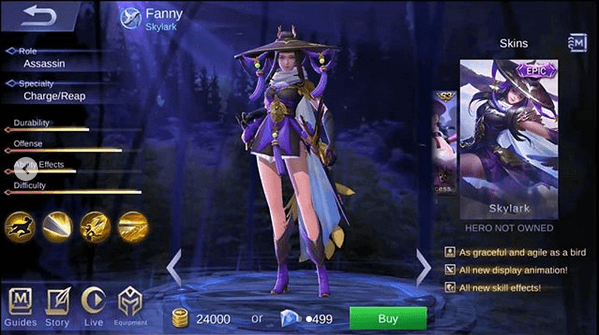 Fanny
Skylark
Role
Assassin
Specialty
Charge/Reap
Durability
Offense
Ability Effects
Difficulty
Skins
EPIC
Skylark
HERO NOT OWNED
As graceful and agile as a bird
All new display animation!
All new skill effects!
M
Guides
Story
Live
Equipment
24000
or
499
Buy